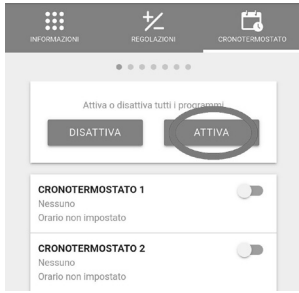 INFORMAZIONI
REGOLAZIONI
CRONOTERMOSTATO
Attiva o disattiva tutti i programmi
DISATTIVA
ATTIVA
CRONOTERMOSTATO 1
Nessuno
Orario non impostato
CRONOTERMOSTATO 2
Nessuno
Orario non impostato